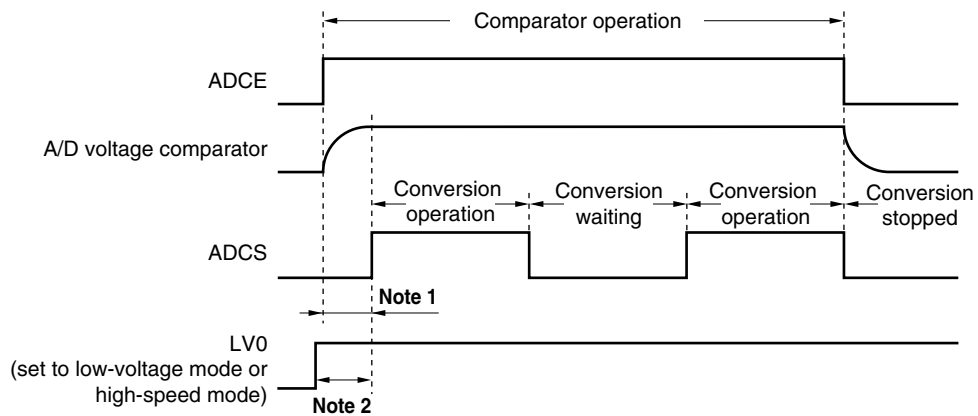 Comparator operation
ADCE
A/D voltage comparator
Conversion
operation
Conversion
waiting
Conversion
operation
Conversion
stopped
ADCS
Note 1
LV0
(set to low-voltage mode or
high-speed mode)
Note 2